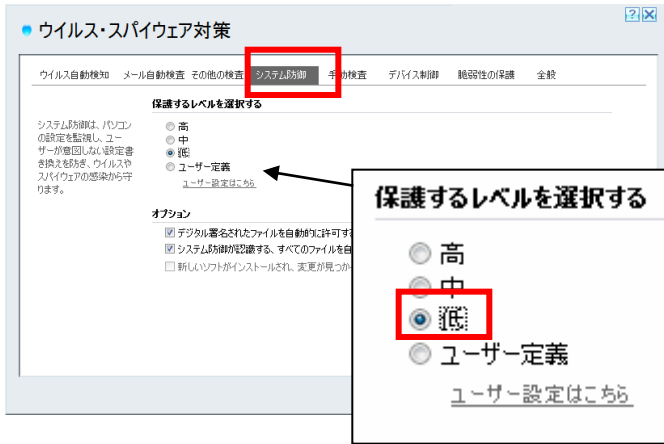 ウイルス・スパイウェア対策
ウイルス自動検知 メール自動検査 その他の検査 システム防御 手動検査 デバイス制御 脆弱性の保護 全般
保護するレベルを選択する
システム防御は、パソコン
の設定を監視し、ユー
ザーが意図しない設定書
き換えを防ぎ、ウイルスや
スパイウェアの感染から守
ります。
高
中
低
ユーザー定義
ユーザー設定はこちら
オプション
デジタル署名されたファイルを自動的に許可す
システム防御が認識する、すべてのファイルを自
新しいソフトがインストールされ、変更が見つか
保護するレベルを選択する
高
中
低
ユーザー定義
ユーザー設定はこちら